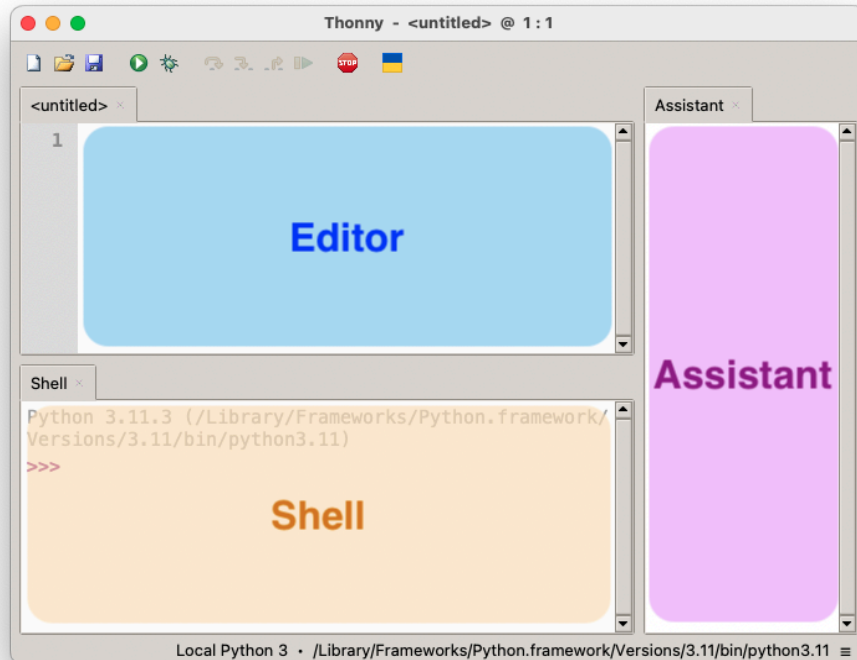 Thonny - <untitled> @ 1:1
STOP
<untitled> ×
Assistant ×
1
Editor
Assistant
Shell ×
Python 3.11.3 (/Library/Frameworks/Python.framework/
Versions/3.11/bin/python3.11)
>>>
Shell
Local Python 3 • /Library/Frameworks/Python.framework/Versions/3.11/bin/python3.11 ≡